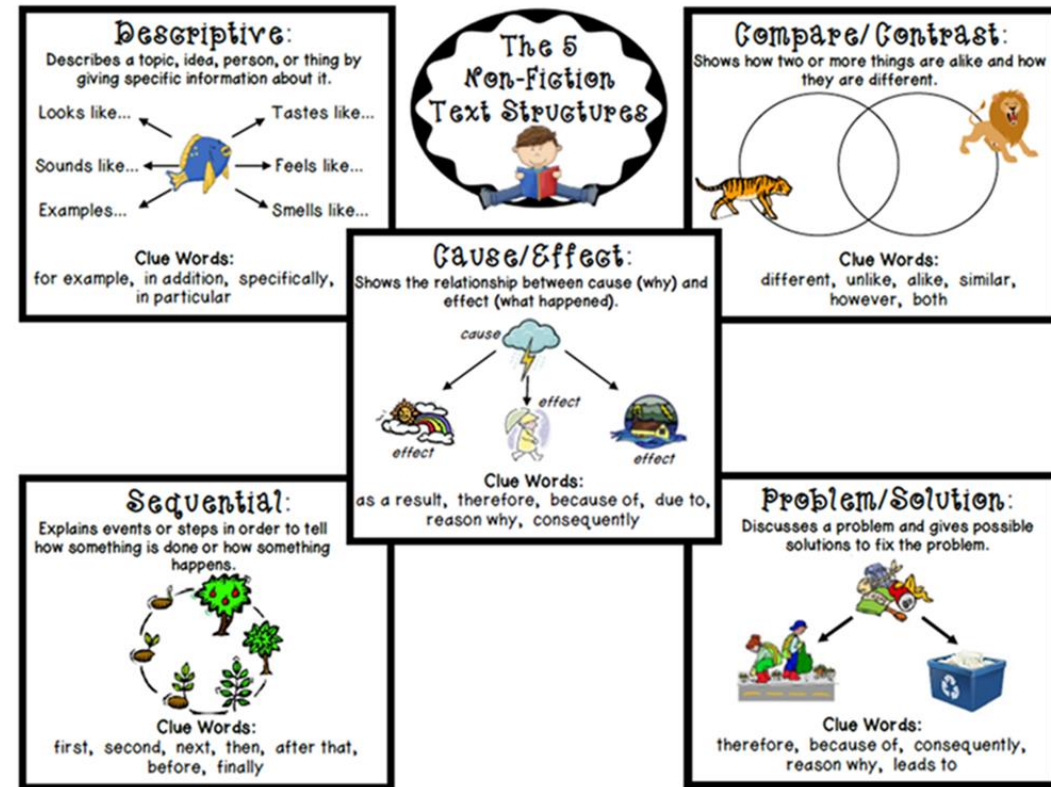 Descriptive:
Describes a topic, idea, person, or thing by
giving specific information about it.
Looks like...
Tastes like...
Sounds like...
Feels like...
Examples...
Smells like...
Clue Words:
for example, in addition, specifically,
in particular
The 5
Non-Fiction
Text Structures
Compare/Contrast:
Shows how two or more things are alike and how
they are different.
Clue Words:
different, unlike, alike, similar,
however, both
Cause/Effect:
Shows the relationship between cause (why) and
effect (what happened).
cause
effect
effect
effect
Clue Words:
as a result, therefore, because of, due to,
reason why, consequently
Sequential:
Explains events or steps in order to tell
how something is done or how something
happens.
Clue Words:
first, second, next, then, after that,
before, finally
Problem/Solution:
Discusses a problem and gives possible
solutions to fix the problem.
Clue Words:
therefore, because of, consequently,
reason why, leads to